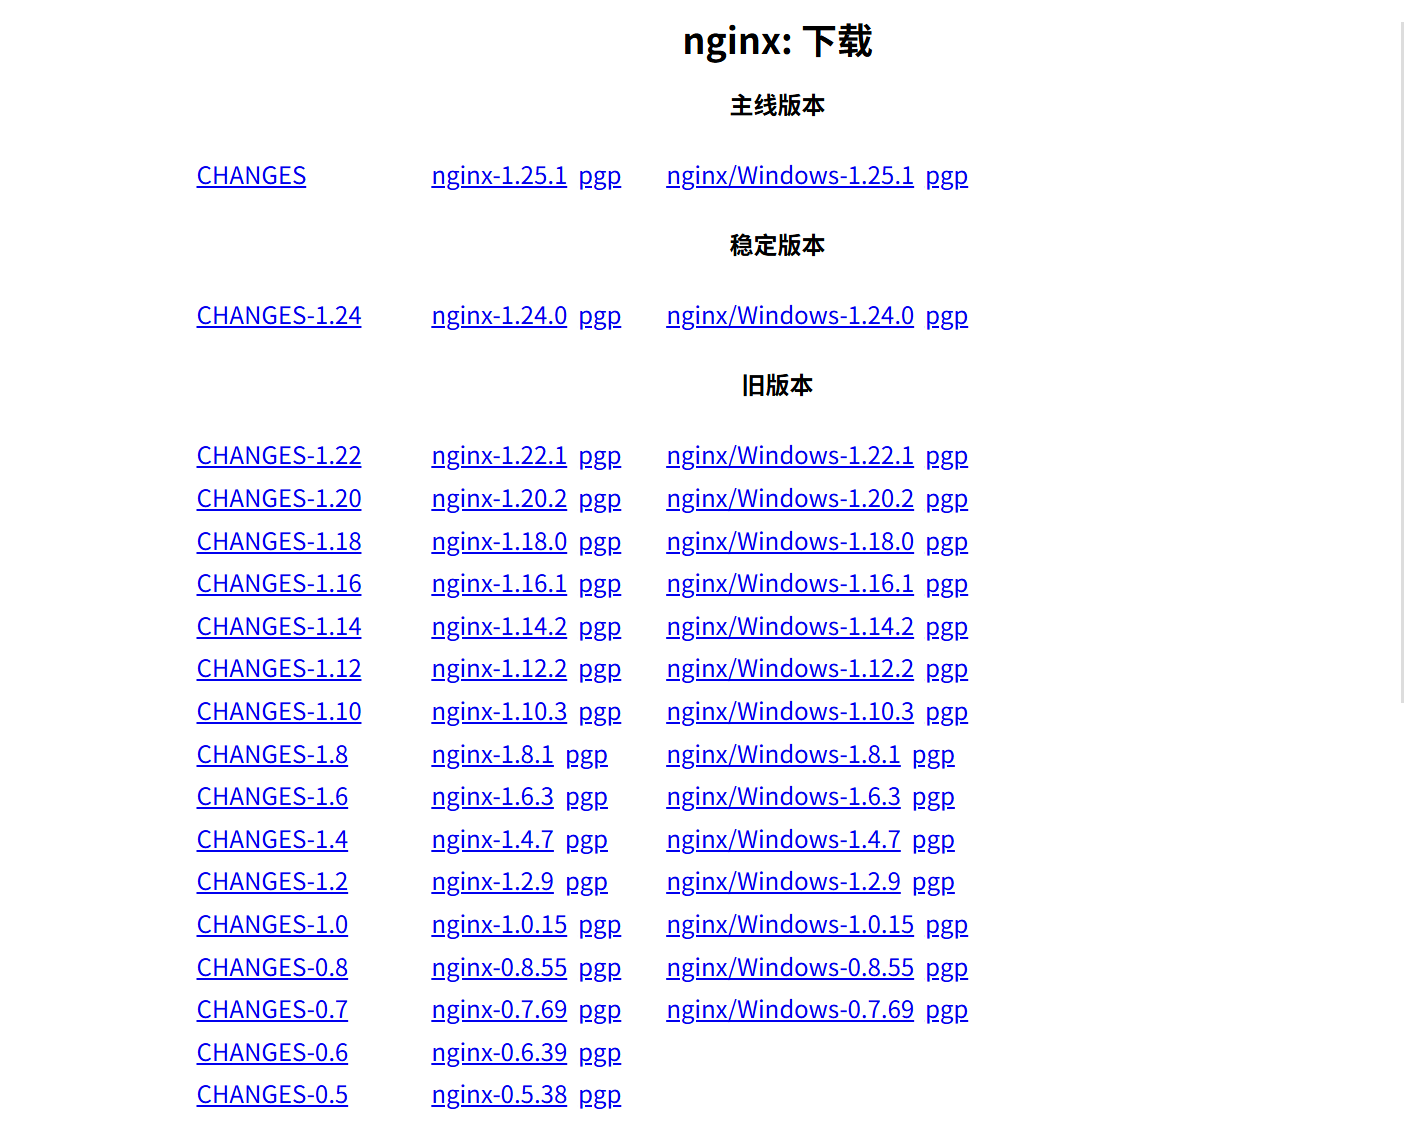 nginx: 下载
主线版本
CHANGES nginx-1.25.1 pgp nginx/Windows-1.25.1 pgp
稳定版本
CHANGES-1.24 nginx-1.24.0 pgp nginx/Windows-1.24.0 pgp
旧版本
CHANGES-1.22 nginx-1.22.1 pgp nginx/Windows-1.22.1 pgp
CHANGES-1.20 nginx-1.20.2 pgp nginx/Windows-1.20.2 pgp
CHANGES-1.18 nginx-1.18.0 pgp nginx/Windows-1.18.0 pgp
CHANGES-1.16 nginx-1.16.1 pgp nginx/Windows-1.16.1 pgp
CHANGES-1.14 nginx-1.14.2 pgp nginx/Windows-1.14.2 pgp
CHANGES-1.12 nginx-1.12.2 pgp nginx/Windows-1.12.2 pgp
CHANGES-1.10 nginx-1.10.3 pgp nginx/Windows-1.10.3 pgp
CHANGES-1.8 nginx-1.8.1 pgp nginx/Windows-1.8.1 pgp
CHANGES-1.6 nginx-1.6.3 pgp nginx/Windows-1.6.3 pgp
CHANGES-1.4 nginx-1.4.7 pgp nginx/Windows-1.4.7 pgp
CHANGES-1.2 nginx-1.2.9 pgp nginx/Windows-1.2.9 pgp
CHANGES-1.0 nginx-1.0.15 pgp nginx/Windows-1.0.15 pgp
CHANGES-0.8 nginx-0.8.55 pgp nginx/Windows-0.8.55 pgp
CHANGES-0.7 nginx-0.7.69 pgp nginx/Windows-0.7.69 pgp
CHANGES-0.6 nginx-0.6.39 pgp
CHANGES-0.5 nginx-0.5.38 pgp